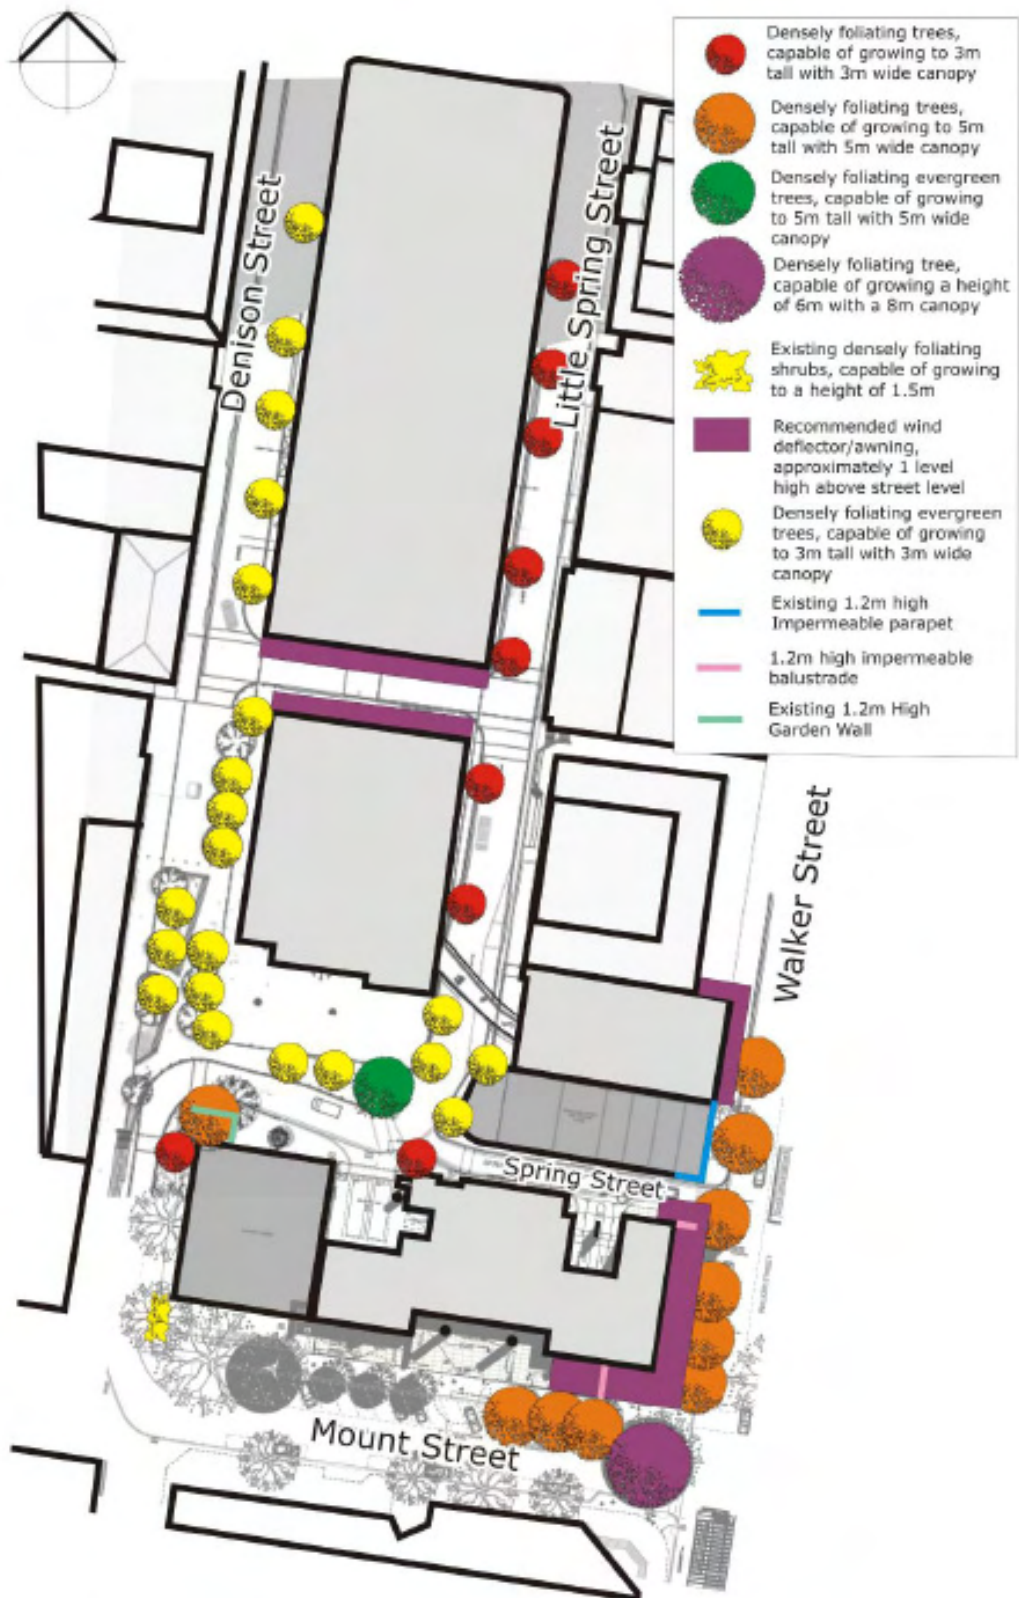 Densely foliating trees,
capable of growing to 3m
tall with 3m wide canopy
Densely foliating trees,
capable of growing to 5m
tall with 5m wide canopy
Densely foliating evergreen
trees, capable of growing
to 5m tall with 5m wide
canopy
Densely foliating tree,
capable of growing a height
of 6m with a 8m canopy
Existing densely foliating
shrubs, capable of growing
to a height of 1.5m
Recommended wind
deflector/awning,
approximately 1 level
high above street level
Densely foliating evergreen
trees, capable of growing
to 3m tall with 3m wide
canopy
Existing 1.2m high
Impermeable parapet
1.2m high impermeable
balustrade
Existing 1.2m High
Garden Wall
Denison Street
Little Spring Street
Walker Street
Spring Street
Mount Street